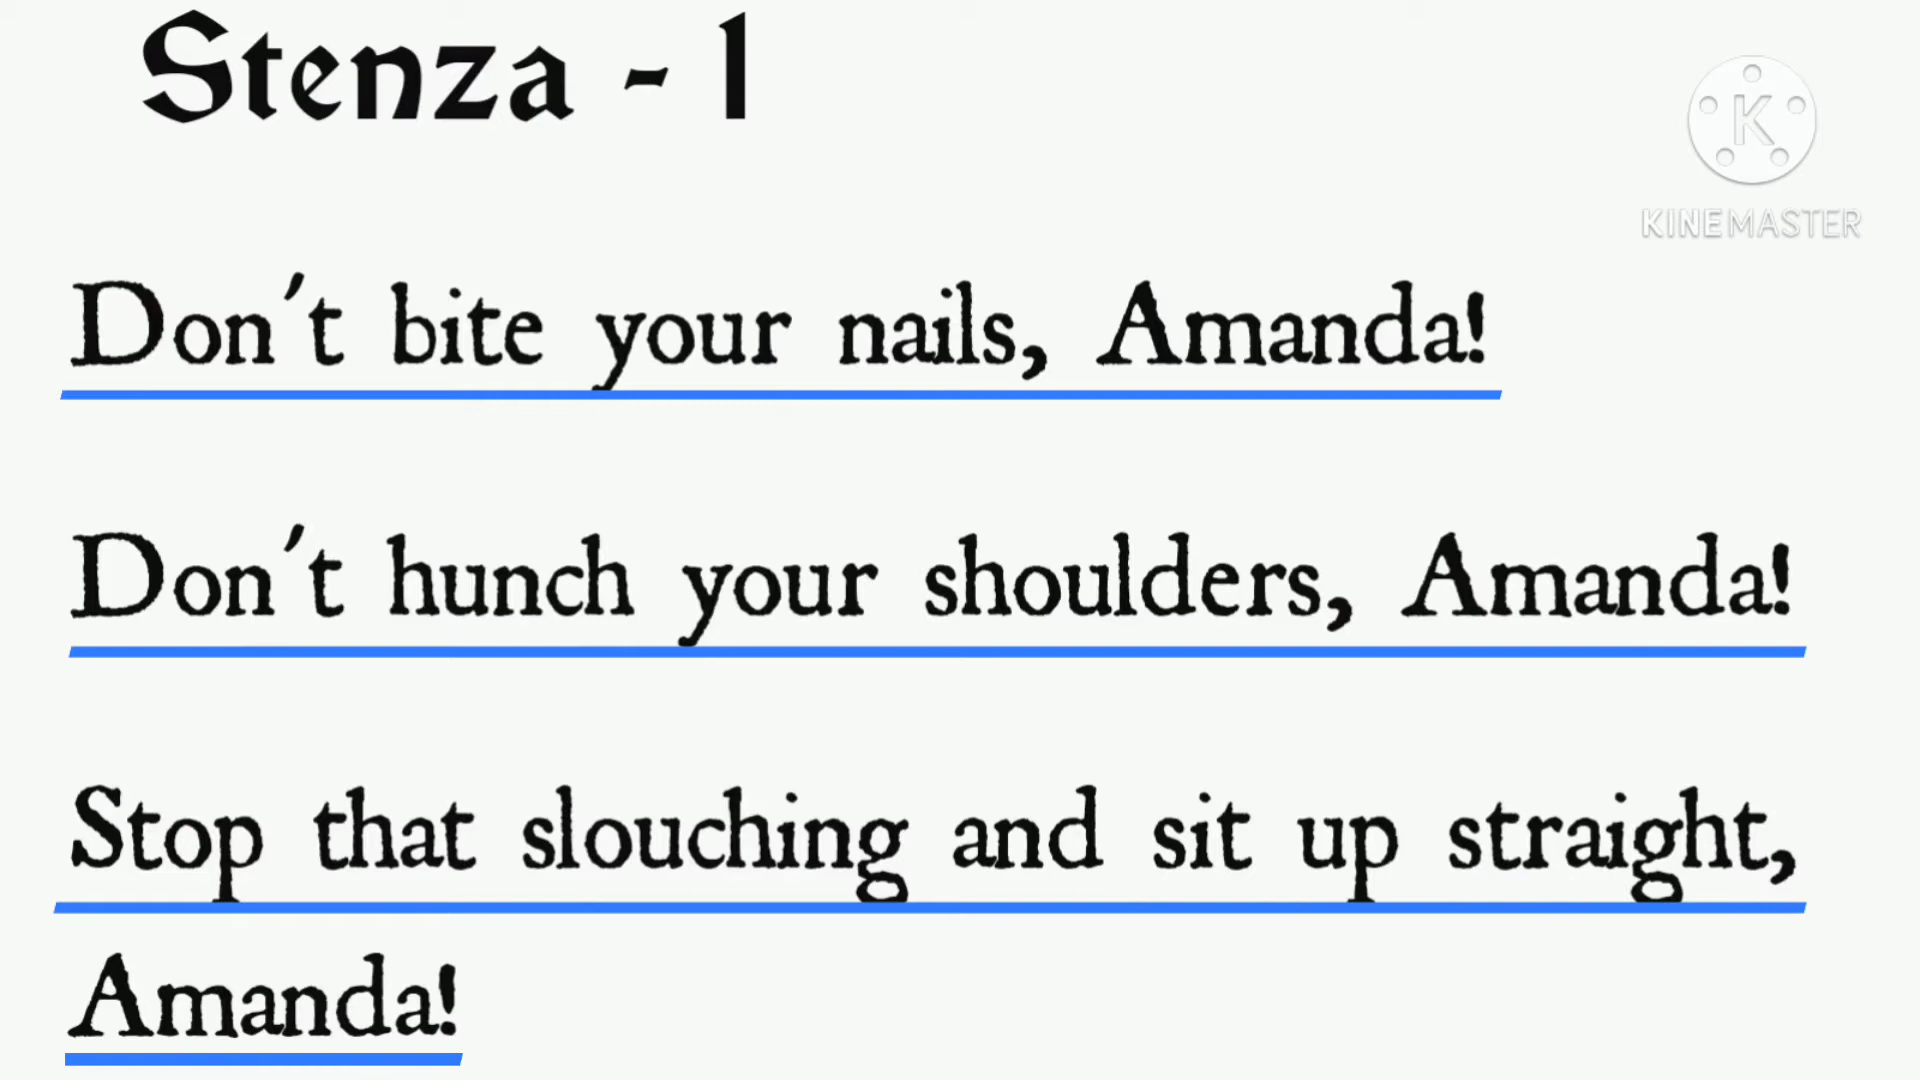 Stenza - 1
KINEMASTER
Don't bite your nails, Amanda!
Don't hunch your shoulders, Amanda!
Stop that slouching and sit up straight,
Amanda!